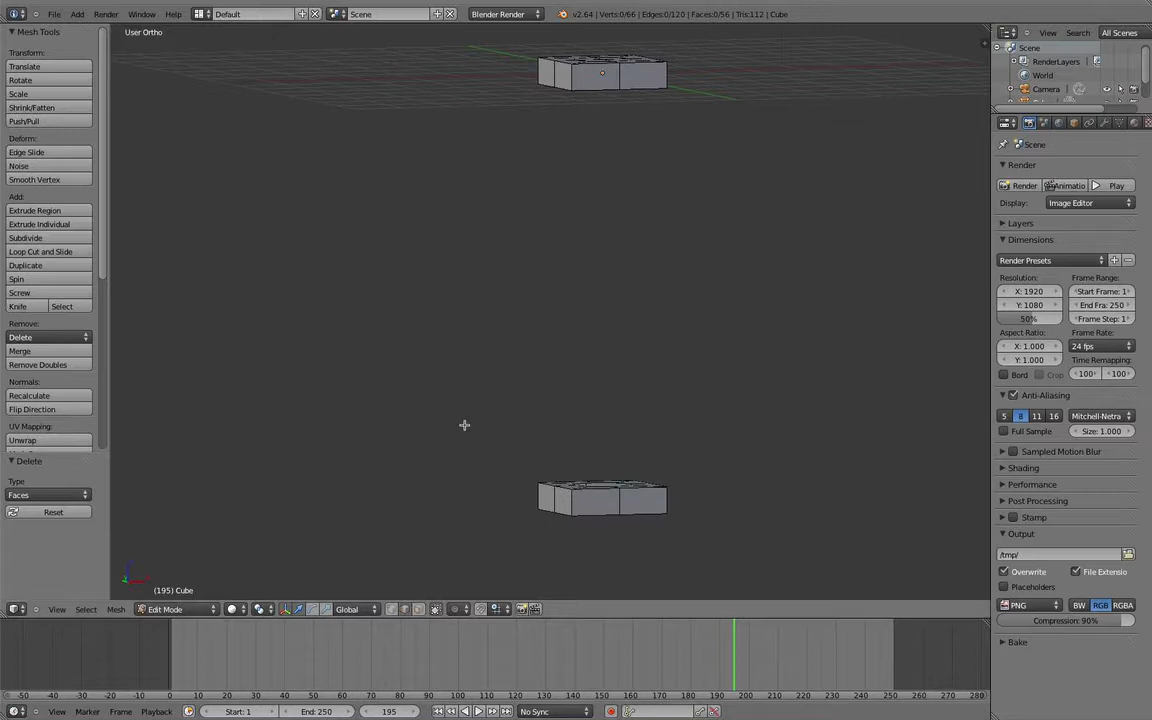 File Add Render Window Help Default Scene Blender Render v2.64 | Verts:0/66 | Edges:0/120 | Faces:0/56 | Tris:112 | Cube
Mesh Tools
Transform:
Translate
Rotate
Scale
Shrink/Fatten
Push/Pull
Deform:
Edge Slide
Noise
Smooth Vertex
Add:
Extrude Region
Extrude Individual
Subdivide
Loop Cut and Slide
Duplicate
Spin
Screw
Knife Select
Remove:
Delete
Merge
Remove Doubles
Normals:
Recalculate
Flip Direction
UV Mapping:
Unwrap
Delete
Type
Faces
Reset
User Ortho
(195) Cube
View Select Mesh Edit Mode Global
View Search All Scenes
Scene
RenderLayers
World
Camera
Scene
Render
Render Animatio Play
Display: Image Editor
Layers
Dimensions
Render Presets
Resolution: Frame Range:
X: 1920 Start Frame: 1
Y: 1080 End Fra: 250
50% Frame Step: 1
Aspect Ratio: Frame Rate:
X: 1.000 24 fps
Y: 1.000 Time Remapping:
Bord Crop 100 100
Anti-Aliasing
5 8 11 16 Mitchell-Netra
Full Sample Size: 1.000
Sampled Motion Blur
Shading
Performance
Post Processing
Stamp
Output
/tmp/
Overwrite File Extensio
Placeholders
PNG BW RGB RGBA
Compression: 90%
Bake
-50 -40 -30 -20 -10 0 10 20 30 40 50 60 70 80 90 100 110 120 130 140 150 160 170 180 190 200 210 220 230 240 250 260 270 280
View Marker Frame Playback Start: 1 End: 250 195 No Sync